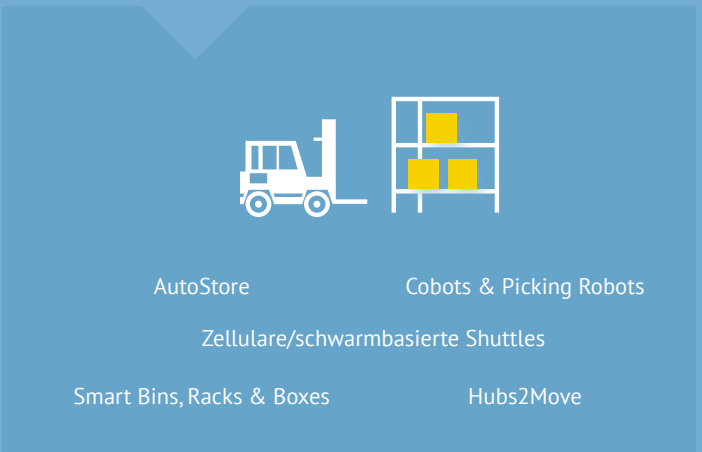 AutoStore
Cobots & Picking Robots
Zellulare/schwarmbasierte Shuttles
Smart Bins, Racks & Boxes
Hubs2Move